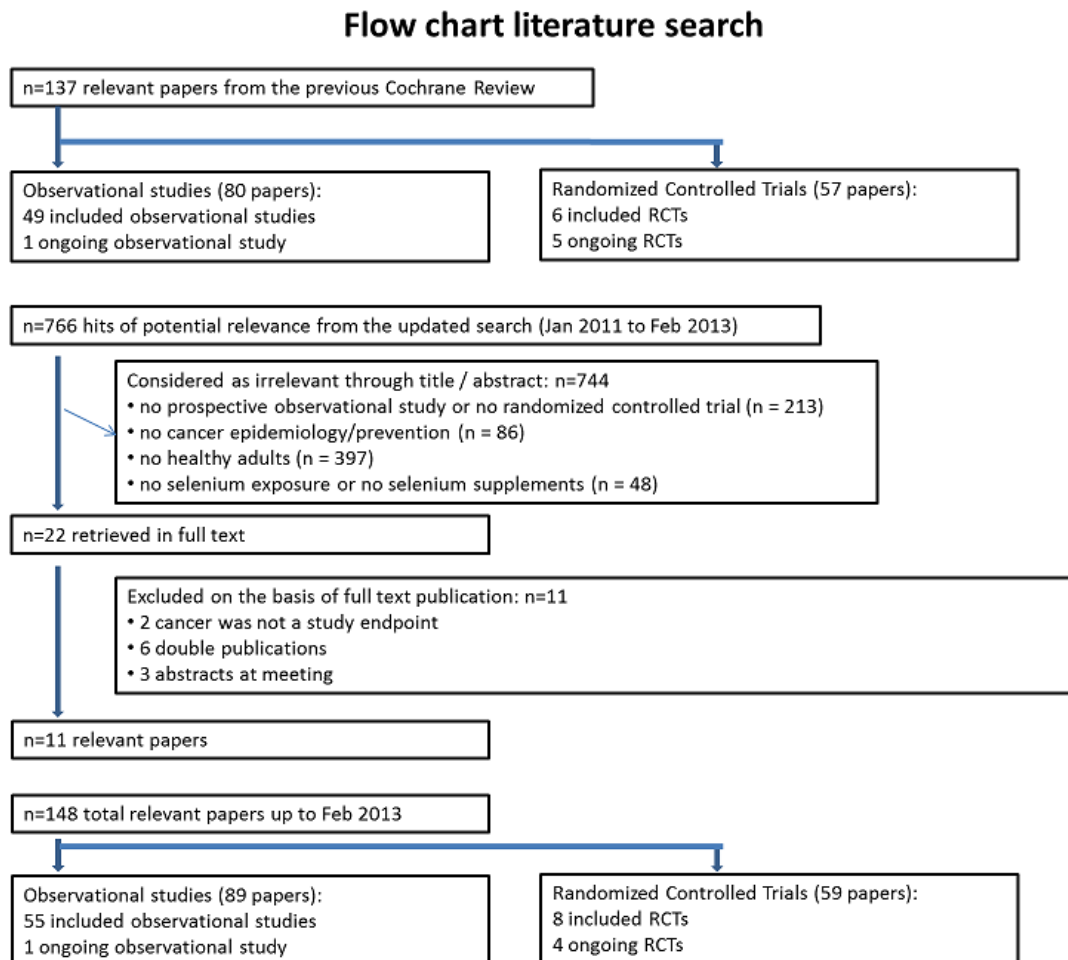 Flow chart literature search
n=137 relevant papers from the previous Cochrane Review
Observational studies (80 papers):
49 included observational studies
1 ongoing observational study
Randomized Controlled Trials (57 papers):
6 included RCTs
5 ongoing RCTs
n=766 hits of potential relevance from the updated search (Jan 2011 to Feb 2013)
Considered as irrelevant through title / abstract: n=744
• no prospective observational study or no randomized controlled trial (n = 213)
• no cancer epidemiology/prevention (n = 86)
• no healthy adults (n = 397)
• no selenium exposure or no selenium supplements (n = 48)
n=22 retrieved in full text
Excluded on the basis of full text publication: n=11
• 2 cancer was not a study endpoint
• 6 double publications
• 3 abstracts at meeting
n=11 relevant papers
n=148 total relevant papers up to Feb 2013
Observational studies (89 papers):
55 included observational studies
1 ongoing observational study
Randomized Controlled Trials (59 papers):
8 included RCTs
4 ongoing RCTs